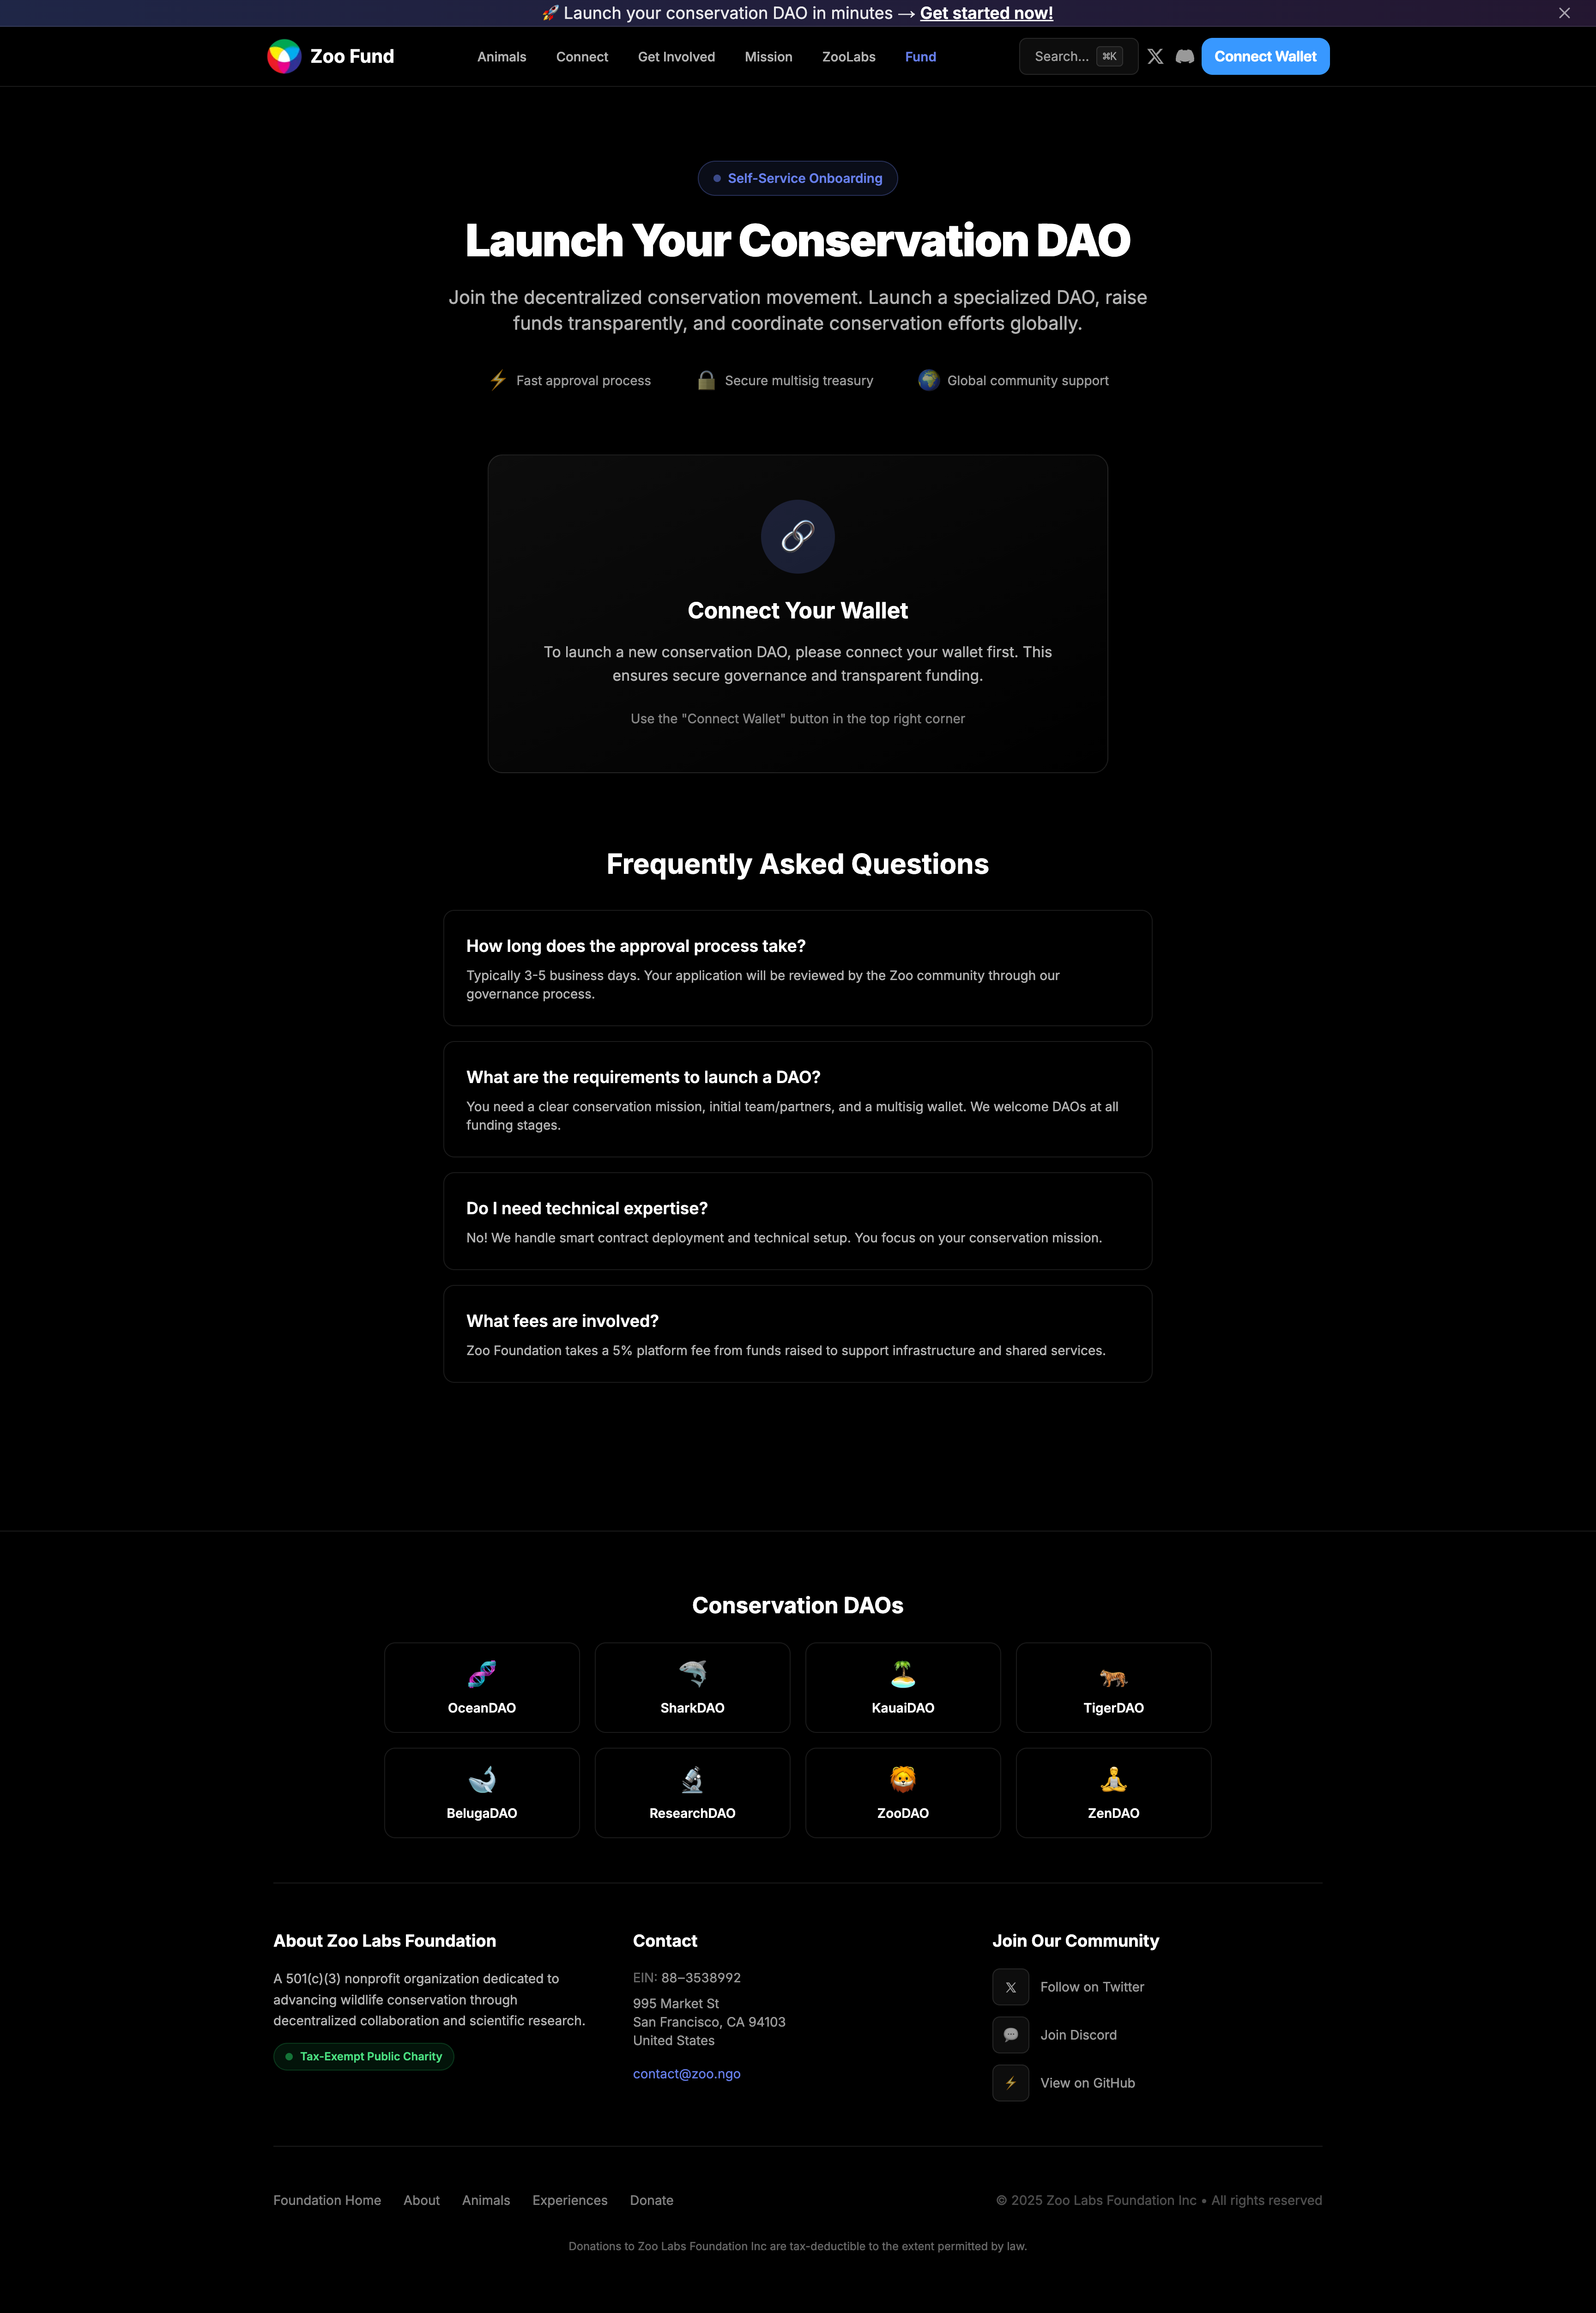 🚀 Launch your conservation DAO in minutes → Get started now!
Zoo Fund
Animals
Connect
Get Involved
Mission
ZooLabs
Fund
Search... ⌘K
Connect Wallet
Self-Service Onboarding
Launch Your Conservation DAO
Join the decentralized conservation movement. Launch a specialized DAO, raise
funds transparently, and coordinate conservation efforts globally.
⚡ Fast approval process
🔒 Secure multisig treasury
🌍 Global community support
Connect Your Wallet
To launch a new conservation DAO, please connect your wallet first. This
ensures secure governance and transparent funding.
Use the "Connect Wallet" button in the top right corner
Frequently Asked Questions
How long does the approval process take?
Typically 3-5 business days. Your application will be reviewed by the Zoo community through our
governance process.
What are the requirements to launch a DAO?
You need a clear conservation mission, initial team/partners, and a multisig wallet. We welcome DAOs at all
funding stages.
Do I need technical expertise?
No! We handle smart contract deployment and technical setup. You focus on your conservation mission.
What fees are involved?
Zoo Foundation takes a 5% platform fee from funds raised to support infrastructure and shared services.
Conservation DAOs
OceanDAO
SharkDAO
KauaiDAO
TigerDAO
BelugaDAO
ResearchDAO
ZooDAO
ZenDAO
About Zoo Labs Foundation
A 501(c)(3) nonprofit organization dedicated to
advancing wildlife conservation through
decentralized collaboration and scientific research.
Tax-Exempt Public Charity
Contact
EIN: 88–3538992
995 Market St
San Francisco, CA 94103
United States
contact@zoo.ngo
Join Our Community
𝕏 Follow on Twitter
Join Discord
View on GitHub
Foundation Home
About
Animals
Experiences
Donate
© 2025 Zoo Labs Foundation Inc • All rights reserved
Donations to Zoo Labs Foundation Inc are tax-deductible to the extent permitted by law.